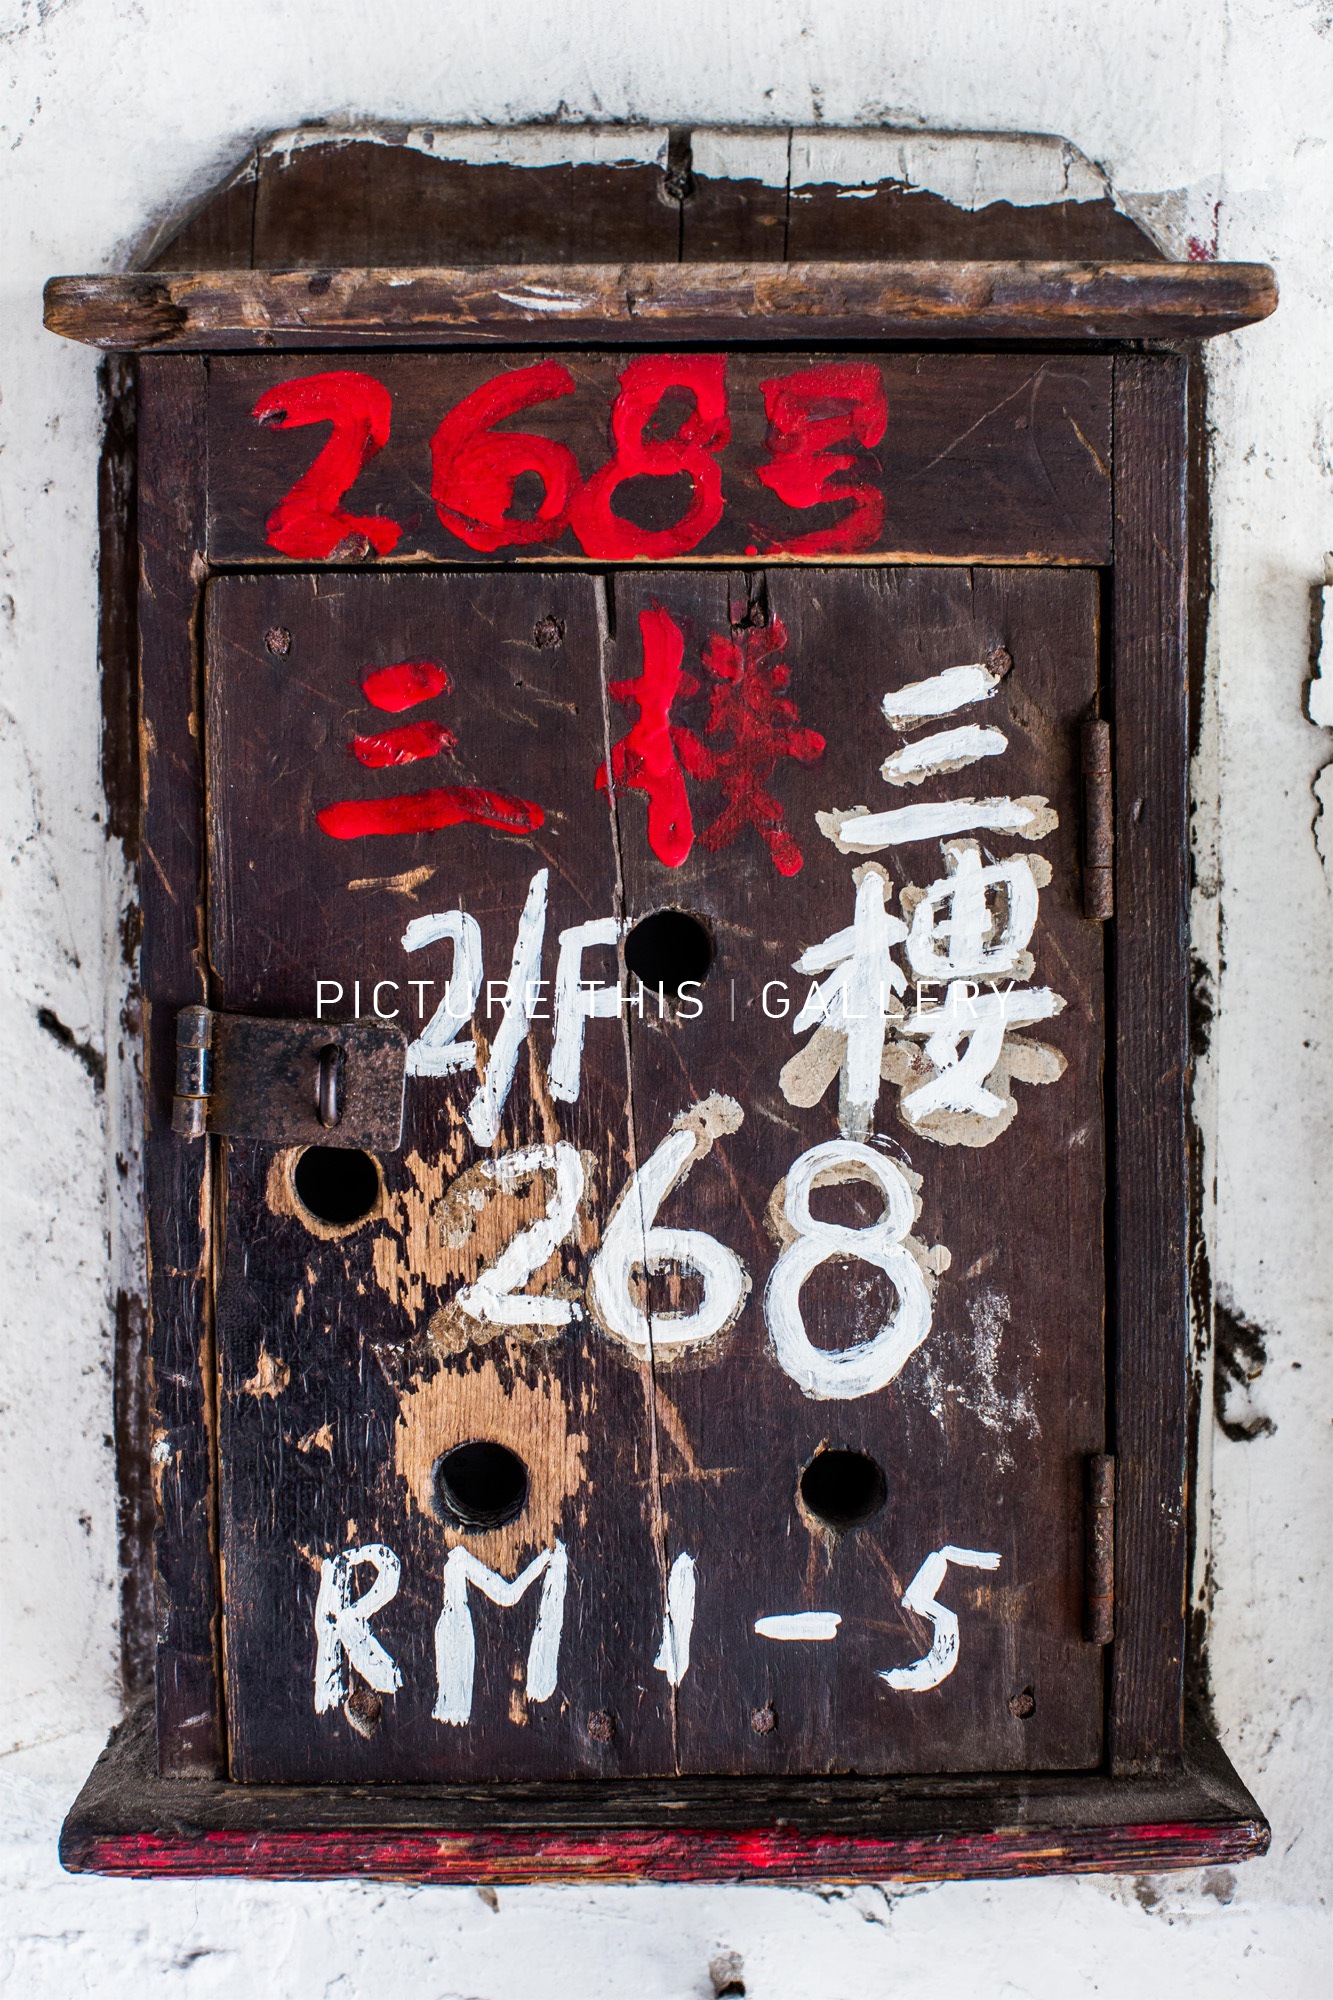 268号
三楼
三樓
2/F
PICTURE THIS | GALLERY
268
RM 1-5